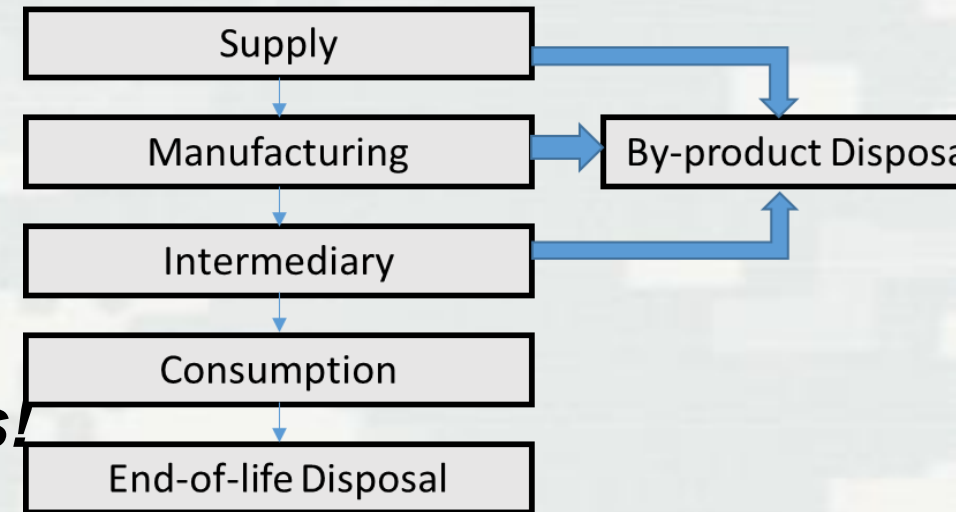 Supply
Manufacturing
By-product Disposa
Intermediary
Consumption
s!
End-of-life Disposal